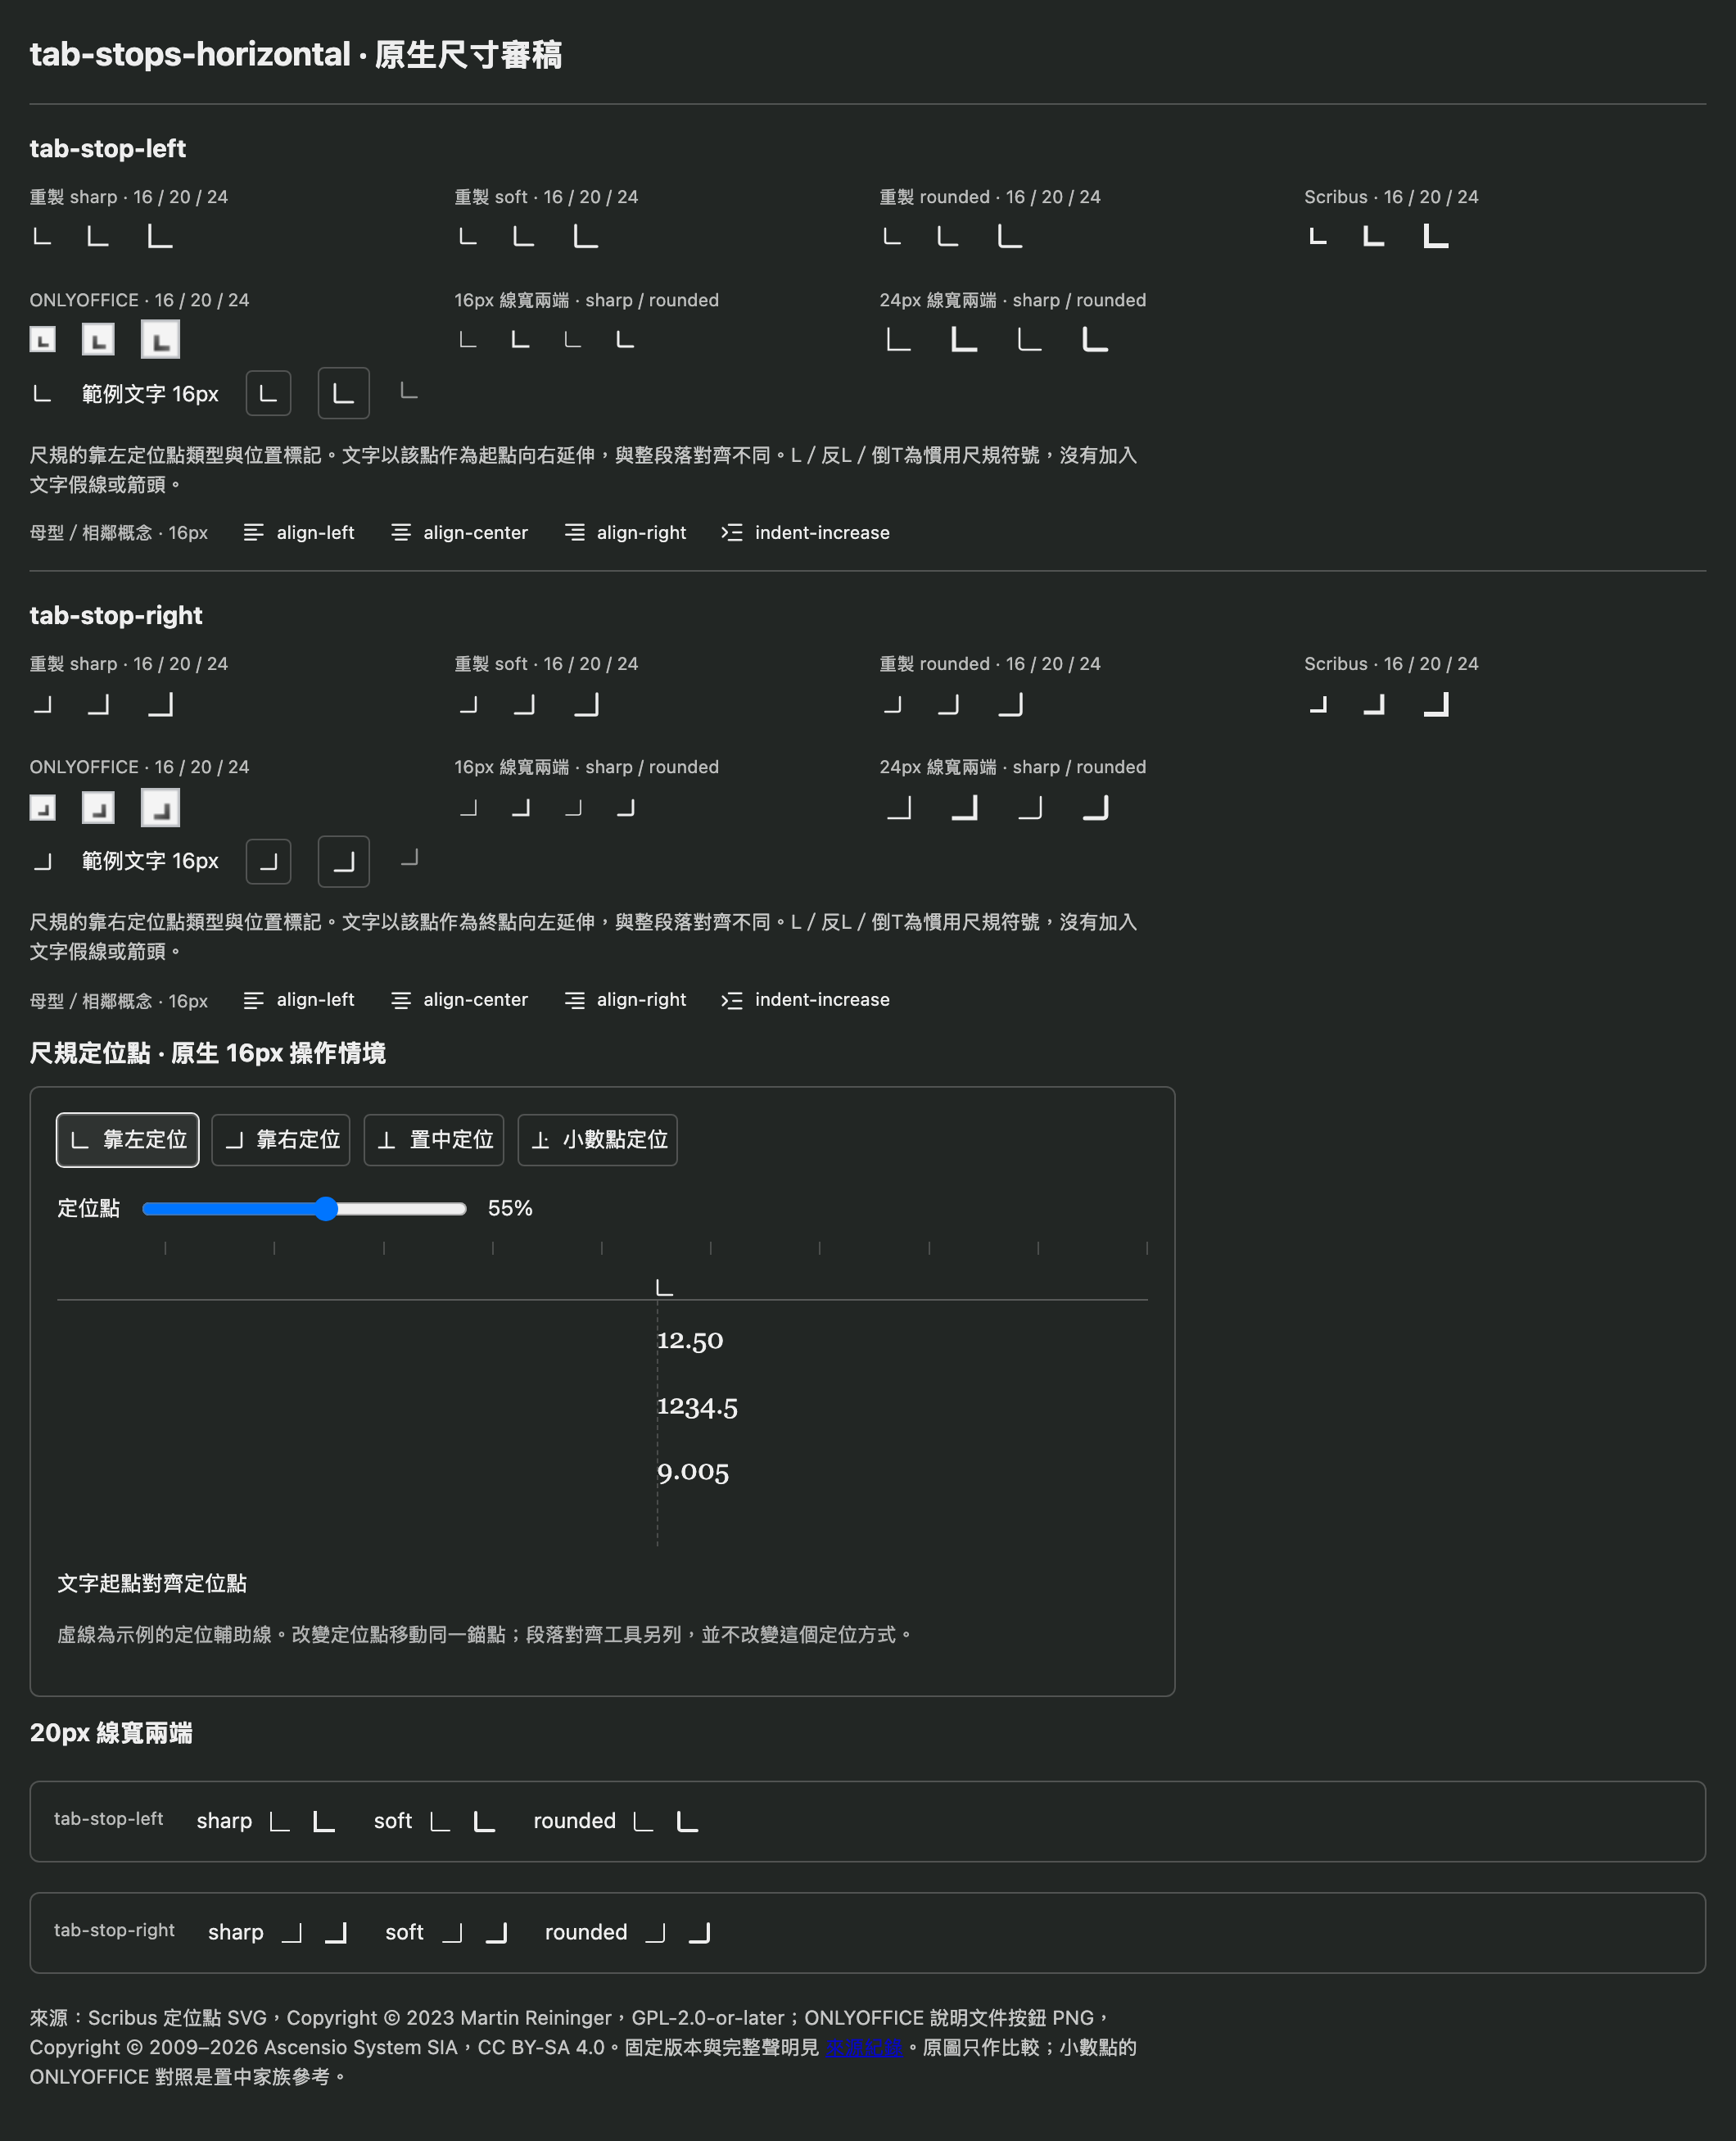 tab-stops-horizontal · 原生尺寸審稿
tab-stop-left
重製 sharp · 16 / 20 / 24
重製 soft · 16 / 20 / 24
重製 rounded · 16 / 20 / 24
Scribus · 16 / 20 / 24
ONLYOFFICE · 16 / 20 / 24
16px 線寬兩端 · sharp / rounded
24px 線寬兩端 · sharp / rounded
範例文字 16px
尺規的靠左定位點類型與位置標記。文字以該點作為起點向右延伸，與整段落對齊不同。L / 反L / 倒T為慣用尺規符號，沒有加入
文字假線或箭頭。
母型 / 相鄰概念 · 16px align-left align-center align-right indent-increase
tab-stop-right
重製 sharp · 16 / 20 / 24
重製 soft · 16 / 20 / 24
重製 rounded · 16 / 20 / 24
Scribus · 16 / 20 / 24
ONLYOFFICE · 16 / 20 / 24
16px 線寬兩端 · sharp / rounded
24px 線寬兩端 · sharp / rounded
範例文字 16px
尺規的靠右定位點類型與位置標記。文字以該點作為終點向左延伸，與整段落對齊不同。L / 反L / 倒T為慣用尺規符號，沒有加入
文字假線或箭頭。
母型 / 相鄰概念 · 16px align-left align-center align-right indent-increase
尺規定位點 · 原生 16px 操作情境
靠左定位 靠右定位 置中定位 小數點定位
定位點 55%
12.50
1234.5
9.005
文字起點對齊定位點
虛線為示例的定位輔助線。改變定位點移動同一錨點；段落對齊工具另列，並不改變這個定位方式。
20px 線寬兩端
tab-stop-left sharp soft rounded
tab-stop-right sharp soft rounded
來源：Scribus 定位點 SVG，Copyright © 2023 Martin Reininger，GPL-2.0-or-later；ONLYOFFICE 說明文件按鈕 PNG，
Copyright © 2009–2026 Ascensio System SIA，CC BY-SA 4.0。固定版本與完整聲明見 來源紀錄。原圖只作比較；小數點的
ONLYOFFICE 對照是置中家族參考。